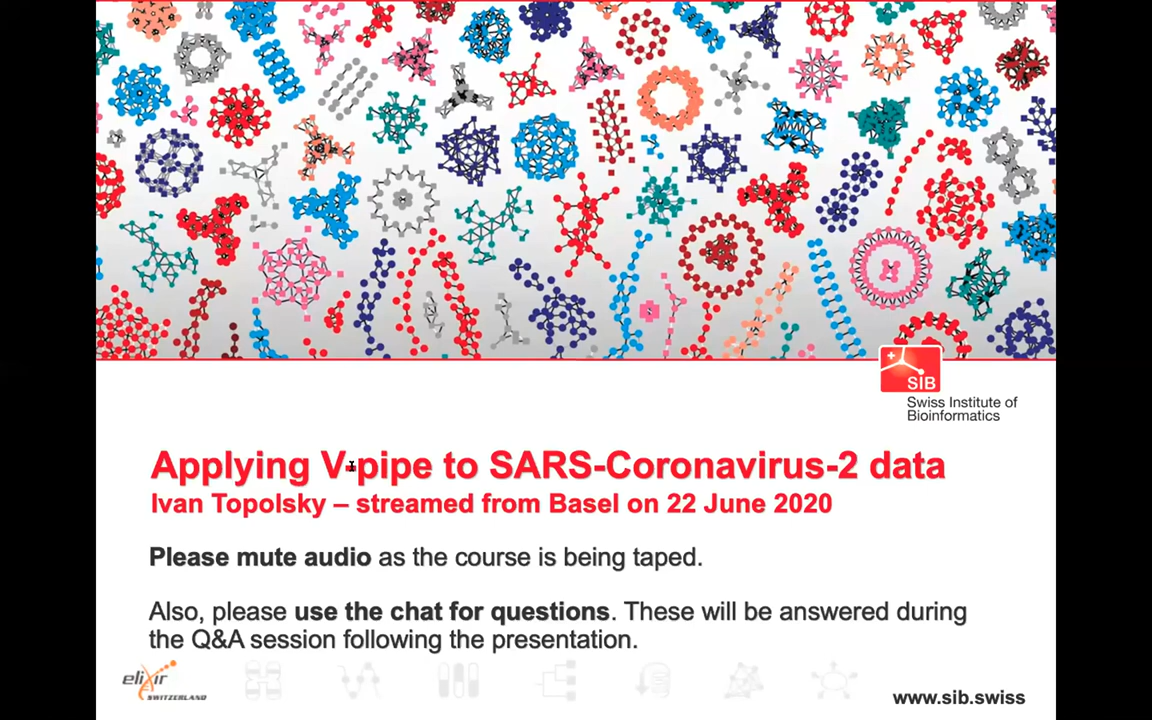 SIB
Swiss Institute of
Bioinformatics
Applying V-pipe to SARS-Coronavirus-2 data
Ivan Topolsky – streamed from Basel on 22 June 2020
Please mute audio as the course is being taped.
Also, please use the chat for questions. These will be answered during
the Q&A session following the presentation.
elixir
SWITZERLAND
www.sib.swiss